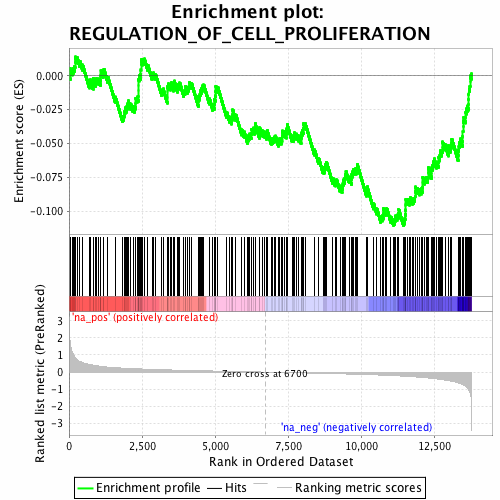 Enrichment plot:
REGULATION_OF_CELL_PROLIFERATION
Enrichment score (ES)
0.000
-0.025
-0.050
-0.075
-0.100
'na_pos' (positively correlated)
Ranked list metric (PreRanked)
3
2
1
0
-1
-2
-3
Zero cross at 6700
'na_neg' (negatively correlated)
0 2,500 5,000 7,500 10,000 12,500
Rank in Ordered Dataset
Enrichment profile Hits Ranking metric scores